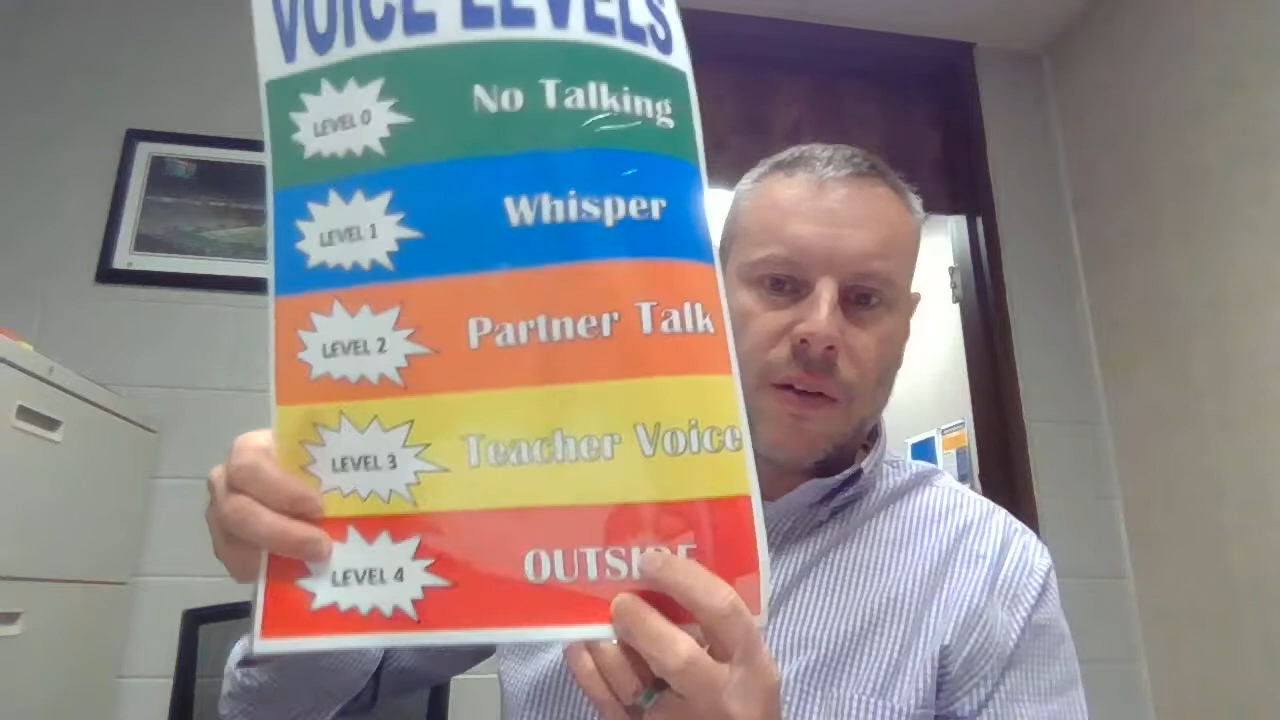 VOICE LEVELS
LEVEL 0 No Talking
LEVEL 1 Whisper
LEVEL 2 Partner Talk
LEVEL 3 Teacher Voice
LEVEL 4 OUTSIDE